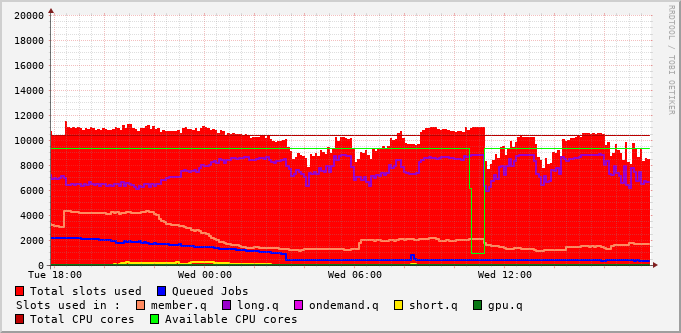 20000
18000
16000
14000
12000
10000
8000
6000
4000
2000
0
Tue 18:00 Wed 00:00 Wed 06:00 Wed 12:00
RRDTOOL / TOBI OETIKER
Total slots used Queued Jobs
Slots used in : member.q long.q ondemand.q short.q gpu.q
Total CPU cores Available CPU cores